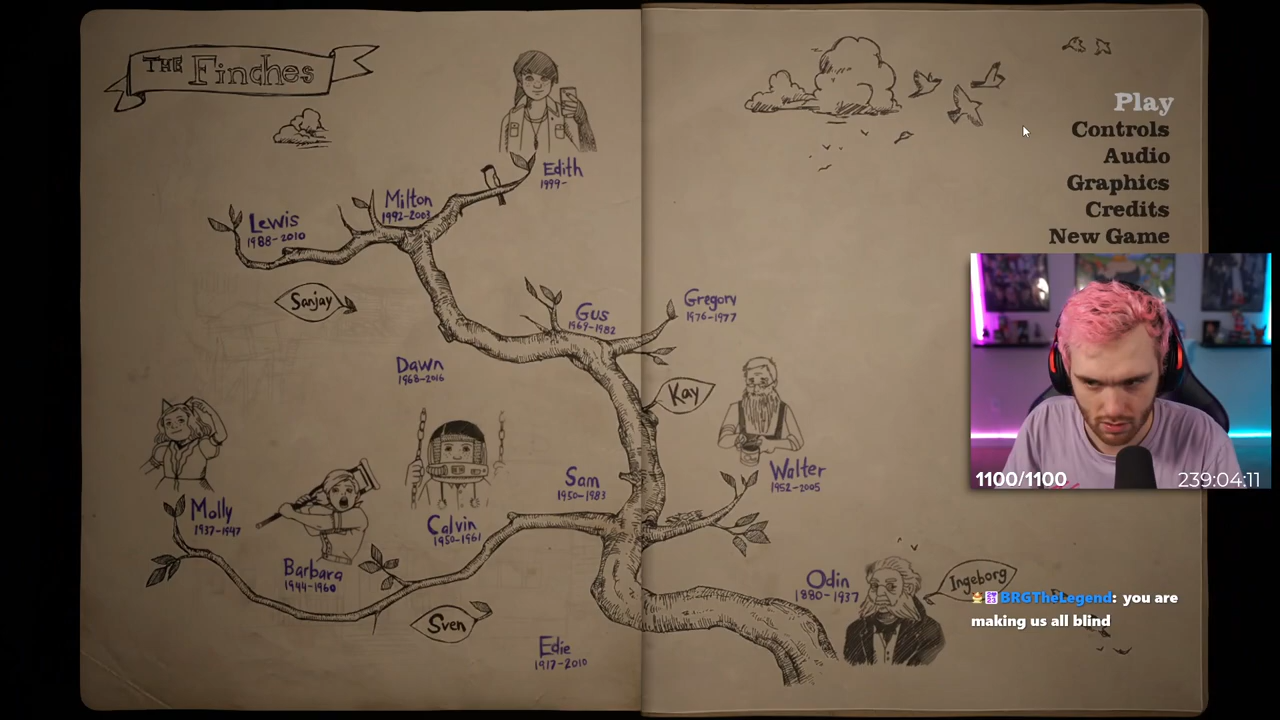 THE Finches
Edith
1999-
Milton
1992-2003
Lewis
1988-2010
Sanjay
Gus
1969-1982
Gregory
1976-1977
Dawn
1968-2016
Kay
Walter
1952-2005
Sam
1950-1983
Calvin
1950-1961
Molly
1937-1947
Barbara
1944-1960
Sven
Edie
1917-2010
Odin
1880-1937
Ingeborg
Play
Controls
Audio
Graphics
Credits
New Game
1100/1100
239:04:11
BRGTheLegend: you are
making us all blind